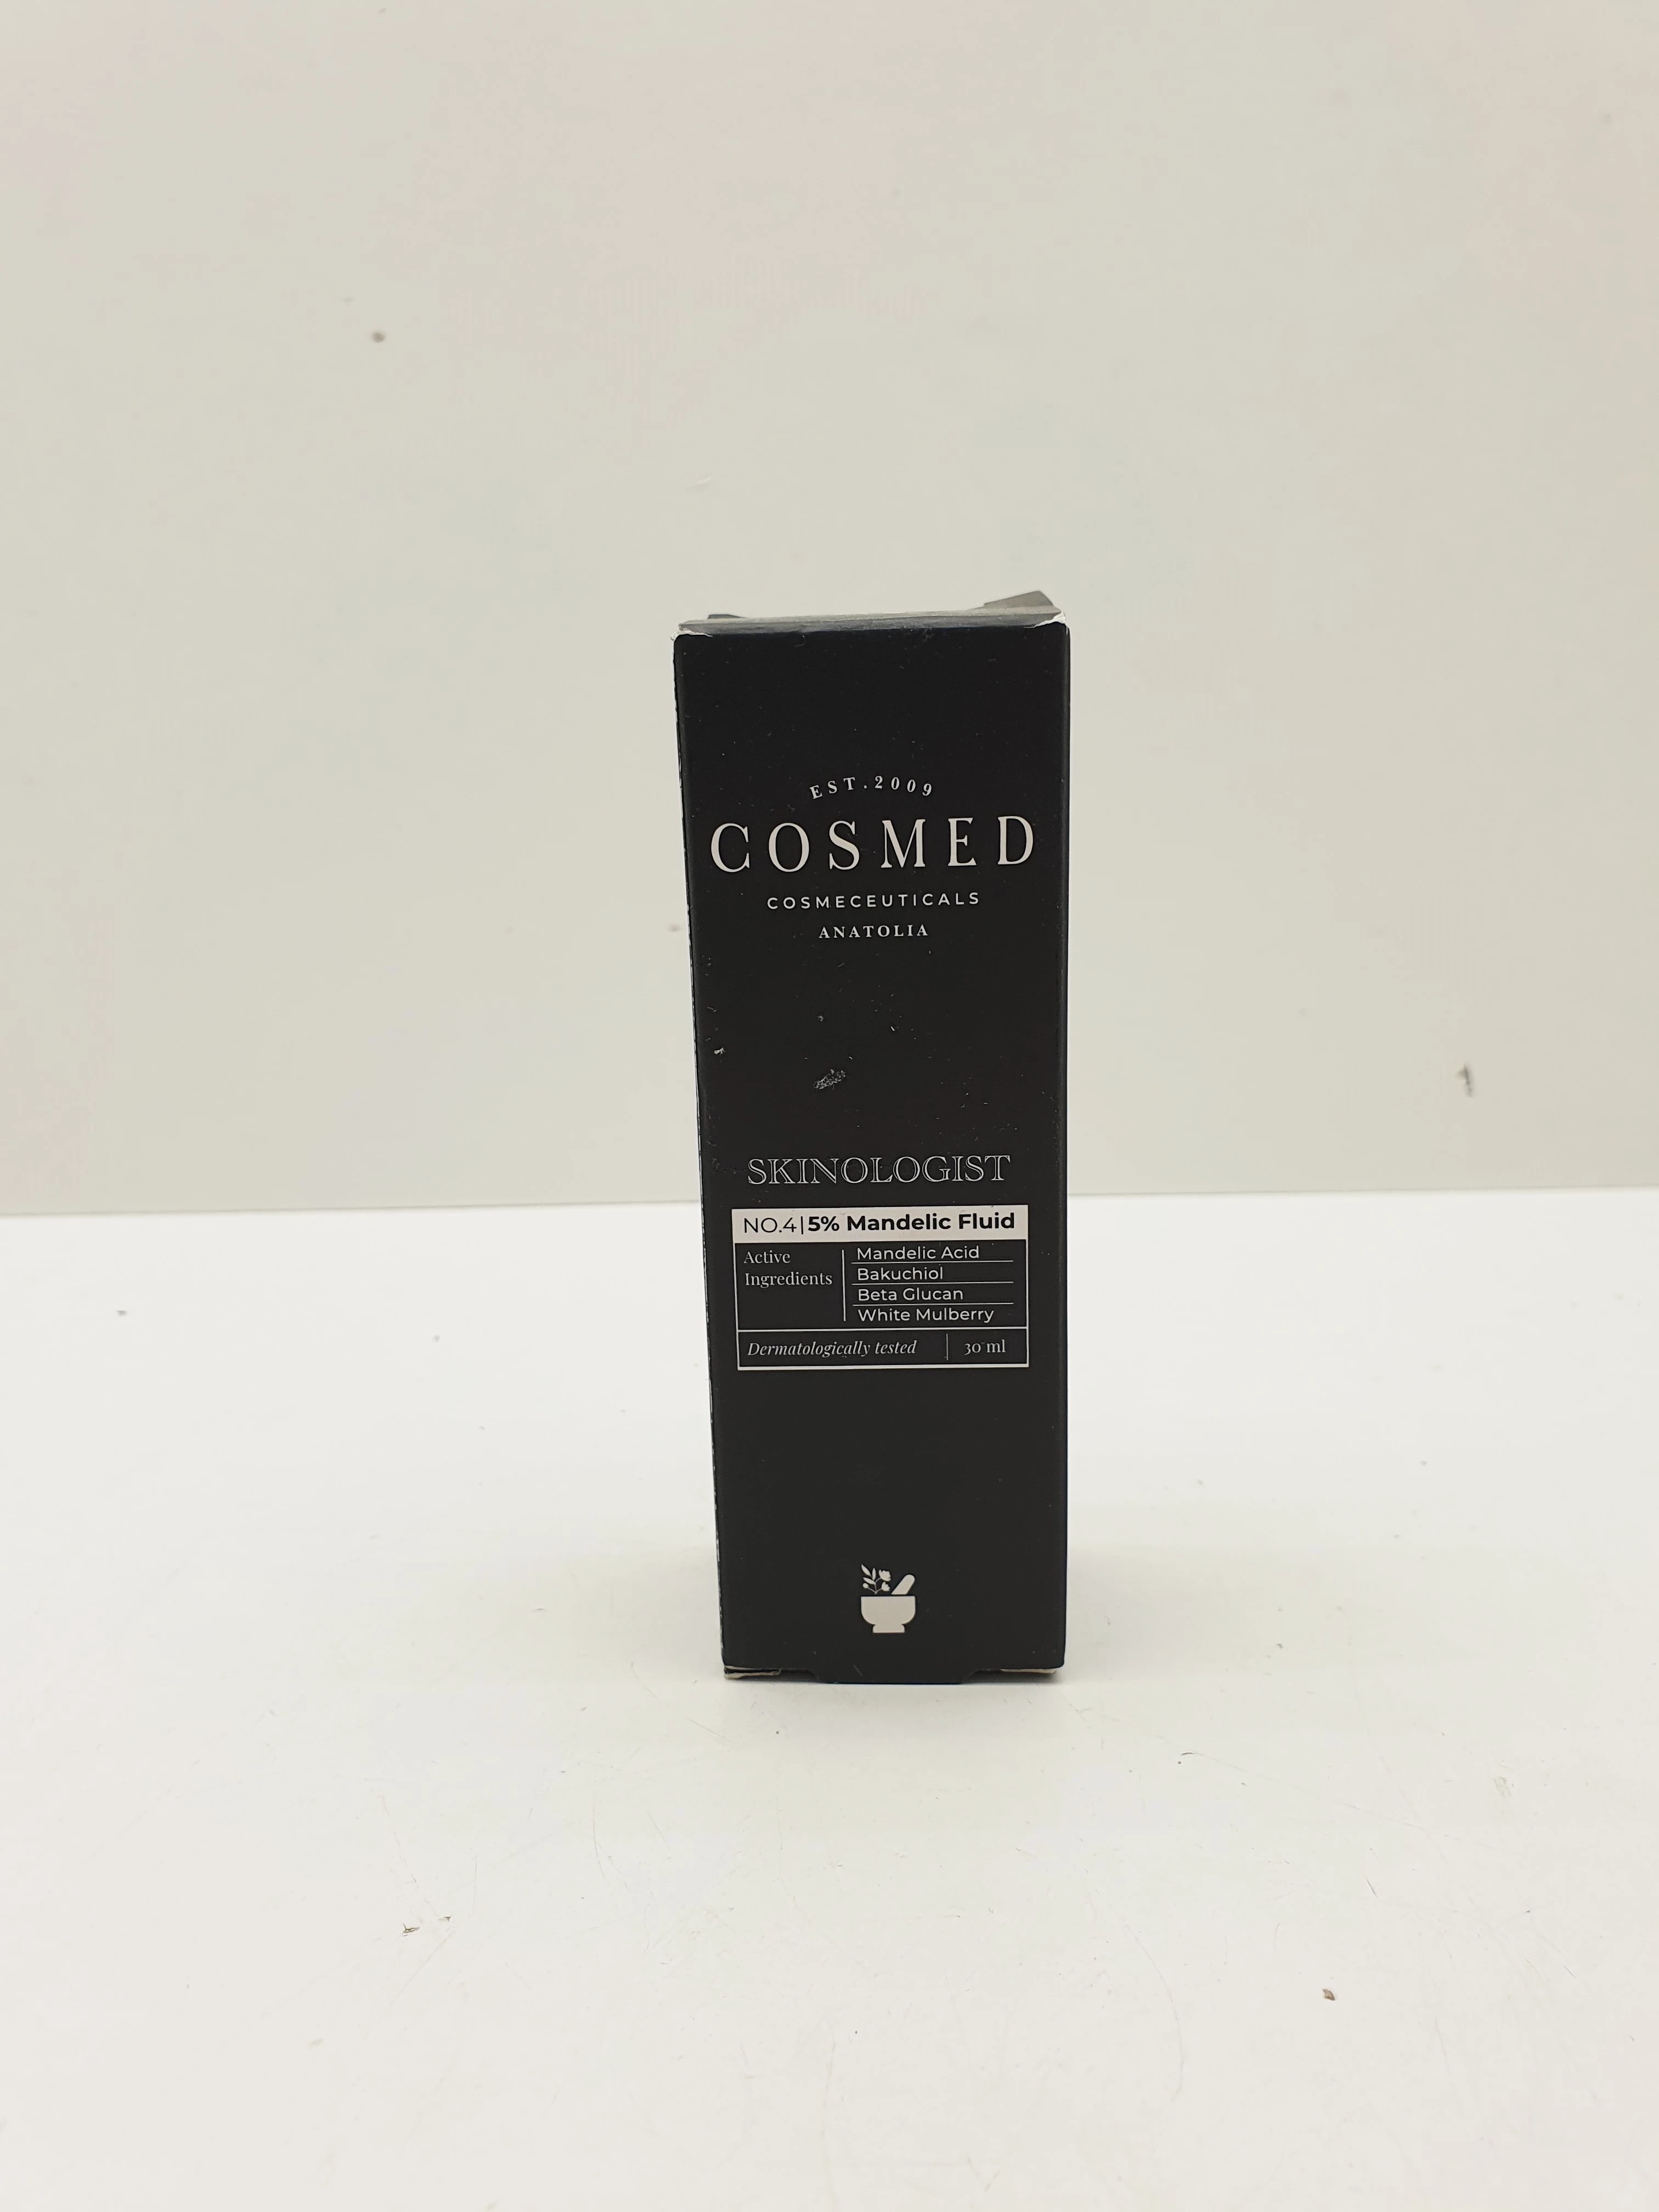 EST.2009
COSMED
COSMECEUTICALS
ANATOLIA
SKINOLOGIST
NO.4|5% Mandelic Fluid
Active
Ingredients
Mandelic Acid
Bakuchiol
Beta Glucan
White Mulberry
Dermatologically tested
30 ml